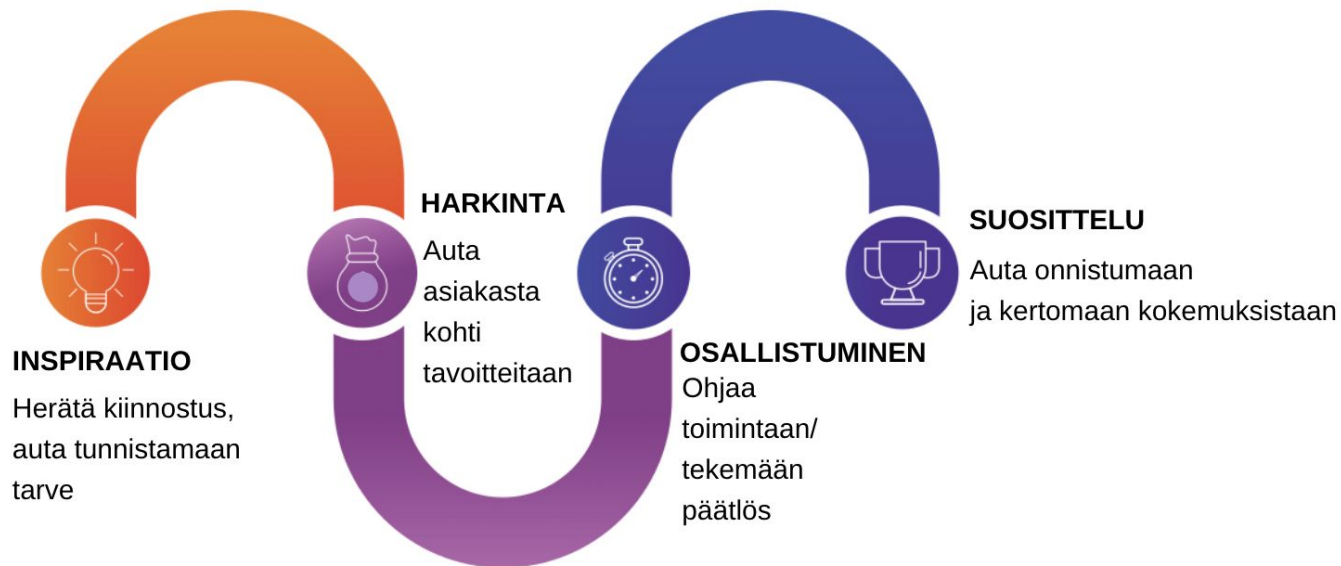 INSPIRAATIO
Herätä kiinnostus,
auta tunnistamaan
tarve
HARKINTA
Auta
asiakasta
kohti
tavoitteitaan
OSALLISTUMINEN
Ohjaa
toimintaan/
tekemään
päätlös
SUOSITTELU
Auta onnistumaan
ja kertomaan kokemuksistaan